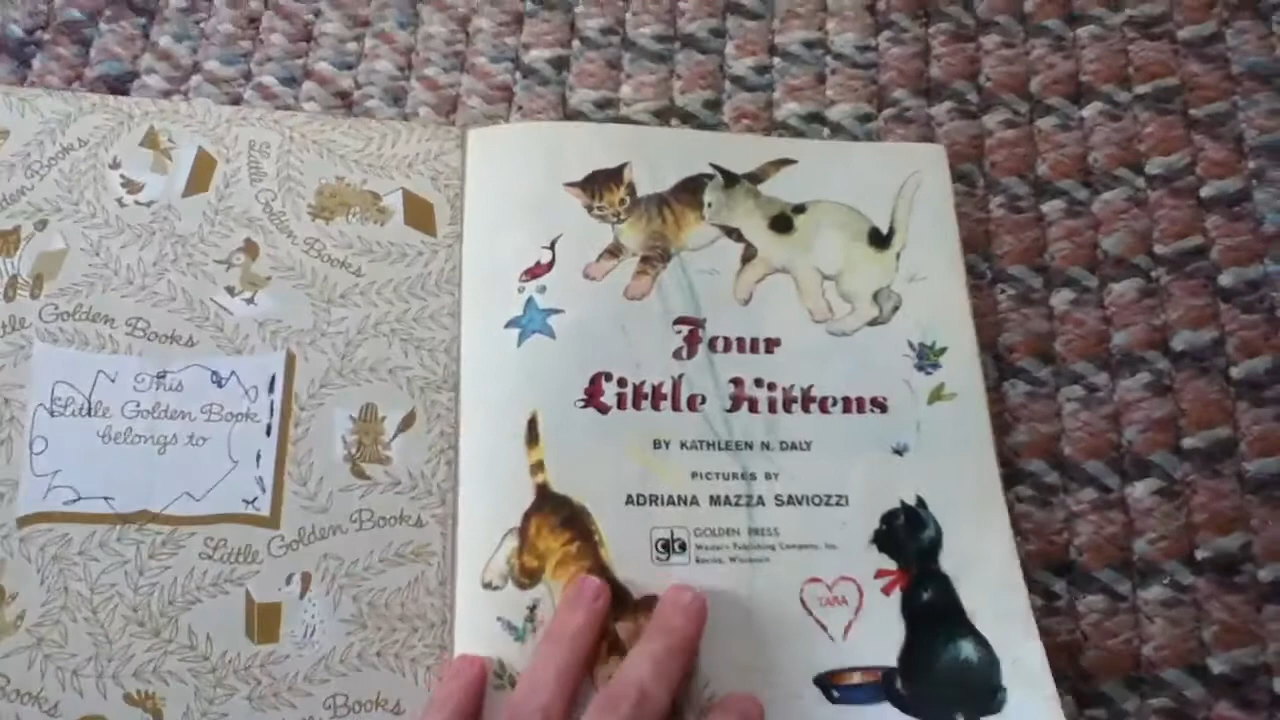 Golden Books
Little Golden Books
Little Golden Books
This
Little Golden Book
belongs to
Little Golden Books
Books
Books
Four
Little Kittens
BY KATHLEEN N. DALY
PICTURES BY
ADRIANA MAZZA SAVIOZZI
GOLDEN PRESS
Western Publishing Company, Inc.
Racine, Wisconsin
TARA